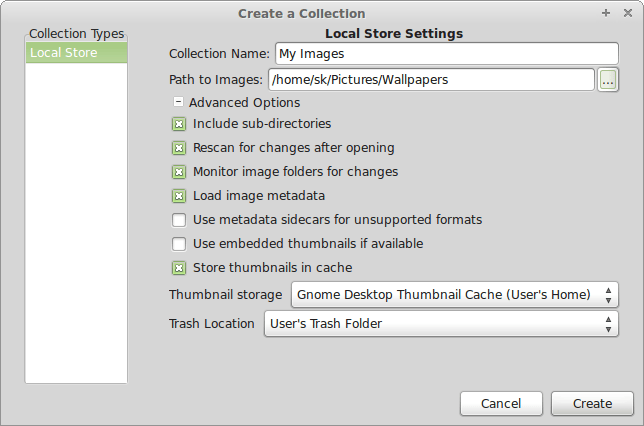 Create a Collection
Collection Types
Local Store
Local Store Settings
Collection Name: My Images
Path to Images: /home/sk/Pictures/Wallpapers ...
Advanced Options
Include sub-directories
Rescan for changes after opening
Monitor image folders for changes
Load image metadata
Use metadata sidecars for unsupported formats
Use embedded thumbnails if available
Store thumbnails in cache
Thumbnail storage Gnome Desktop Thumbnail Cache (User's Home)
Trash Location User's Trash Folder
Cancel Create